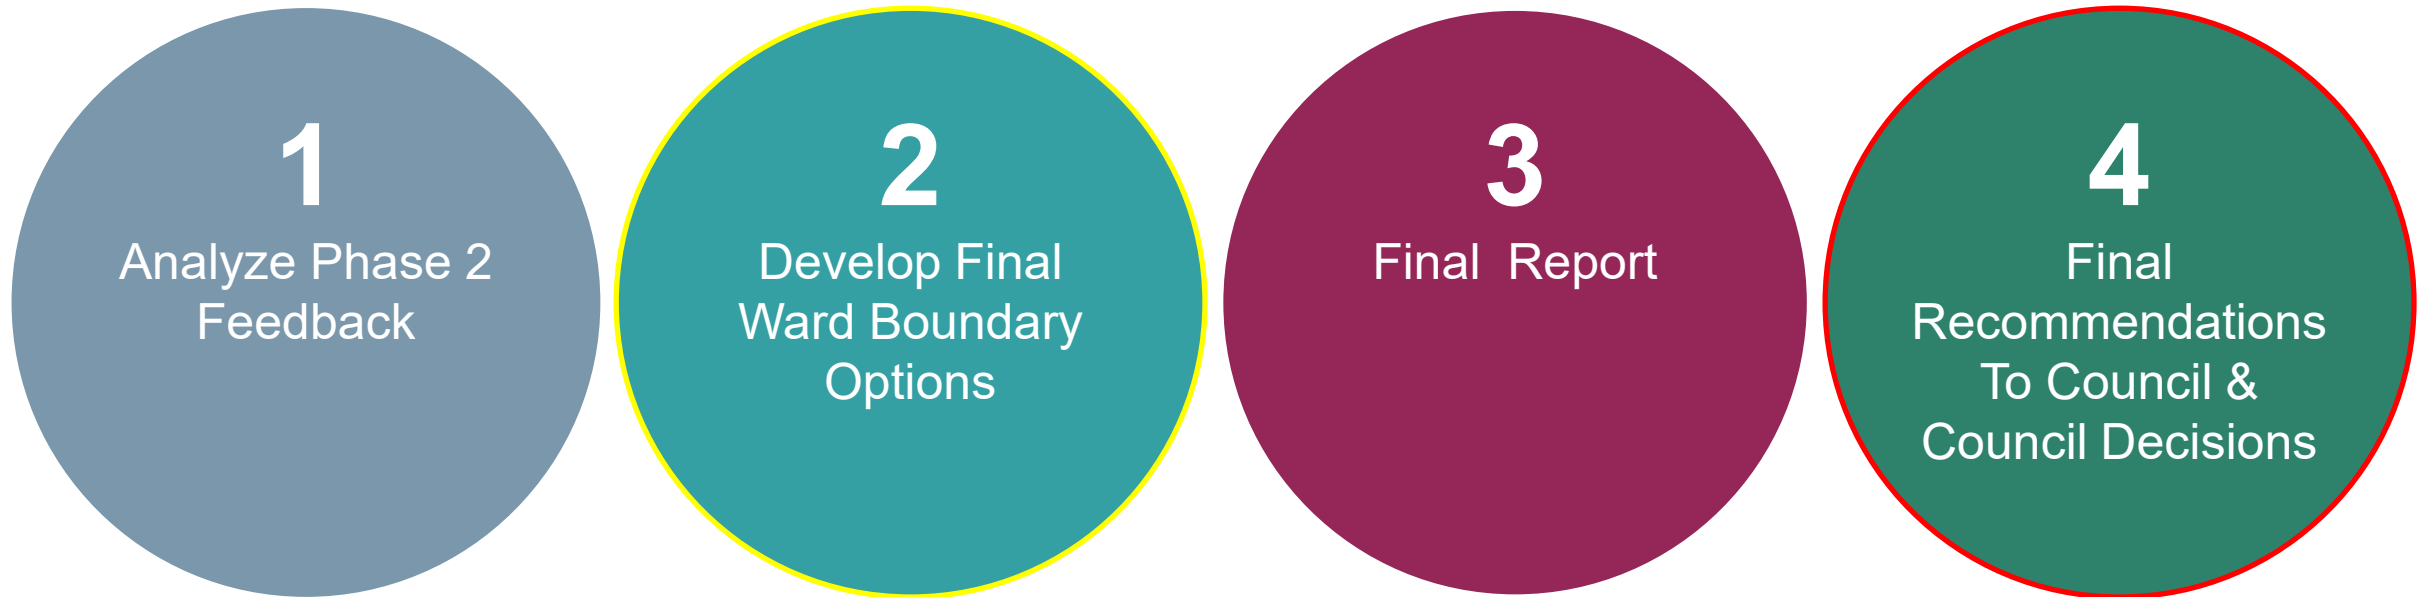 1
Analyze Phase 2
Feedback
2
Develop Final
Ward Boundary
Options
3
Final  Report
4
Final
Recommendations
To Council &
Council Decisions